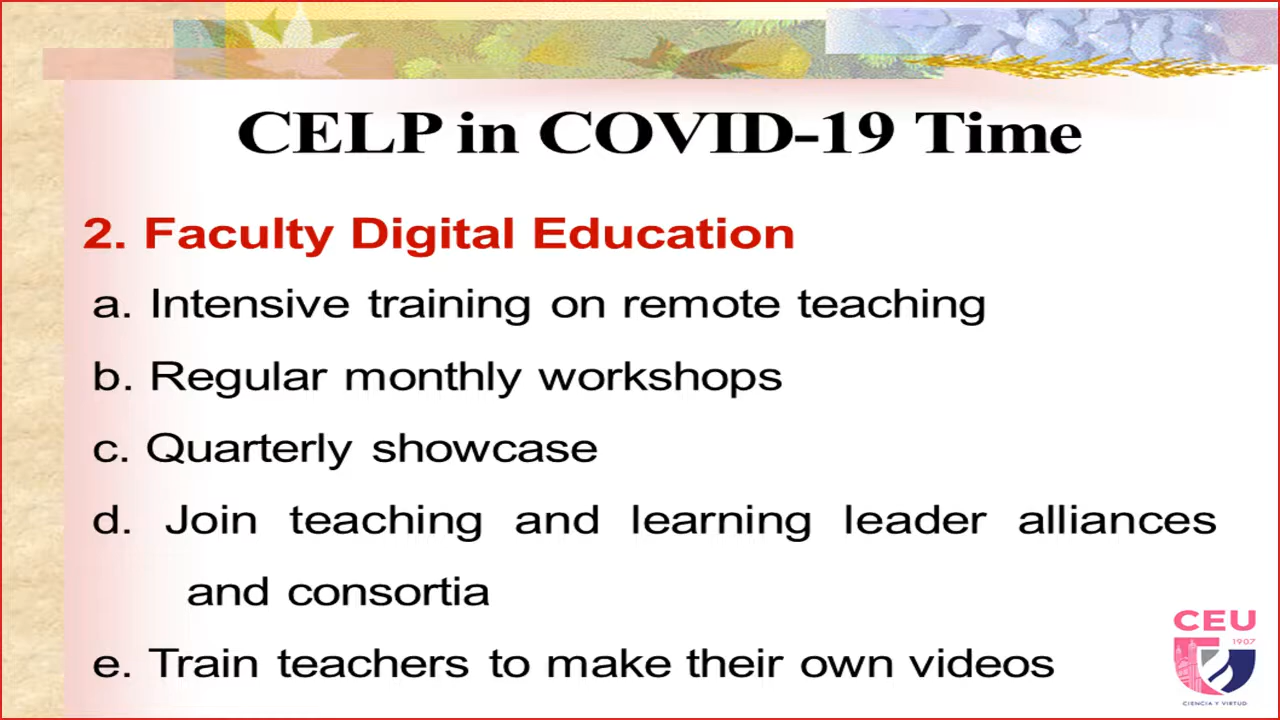 CELP in COVID-19 Time
2. Faculty Digital Education
a. Intensive training on remote teaching
b. Regular monthly workshops
c. Quarterly showcase
d. Join teaching and learning leader alliances
and consortia
e. Train teachers to make their own videos
CEU
1907
CIENCIA Y VIRTUD